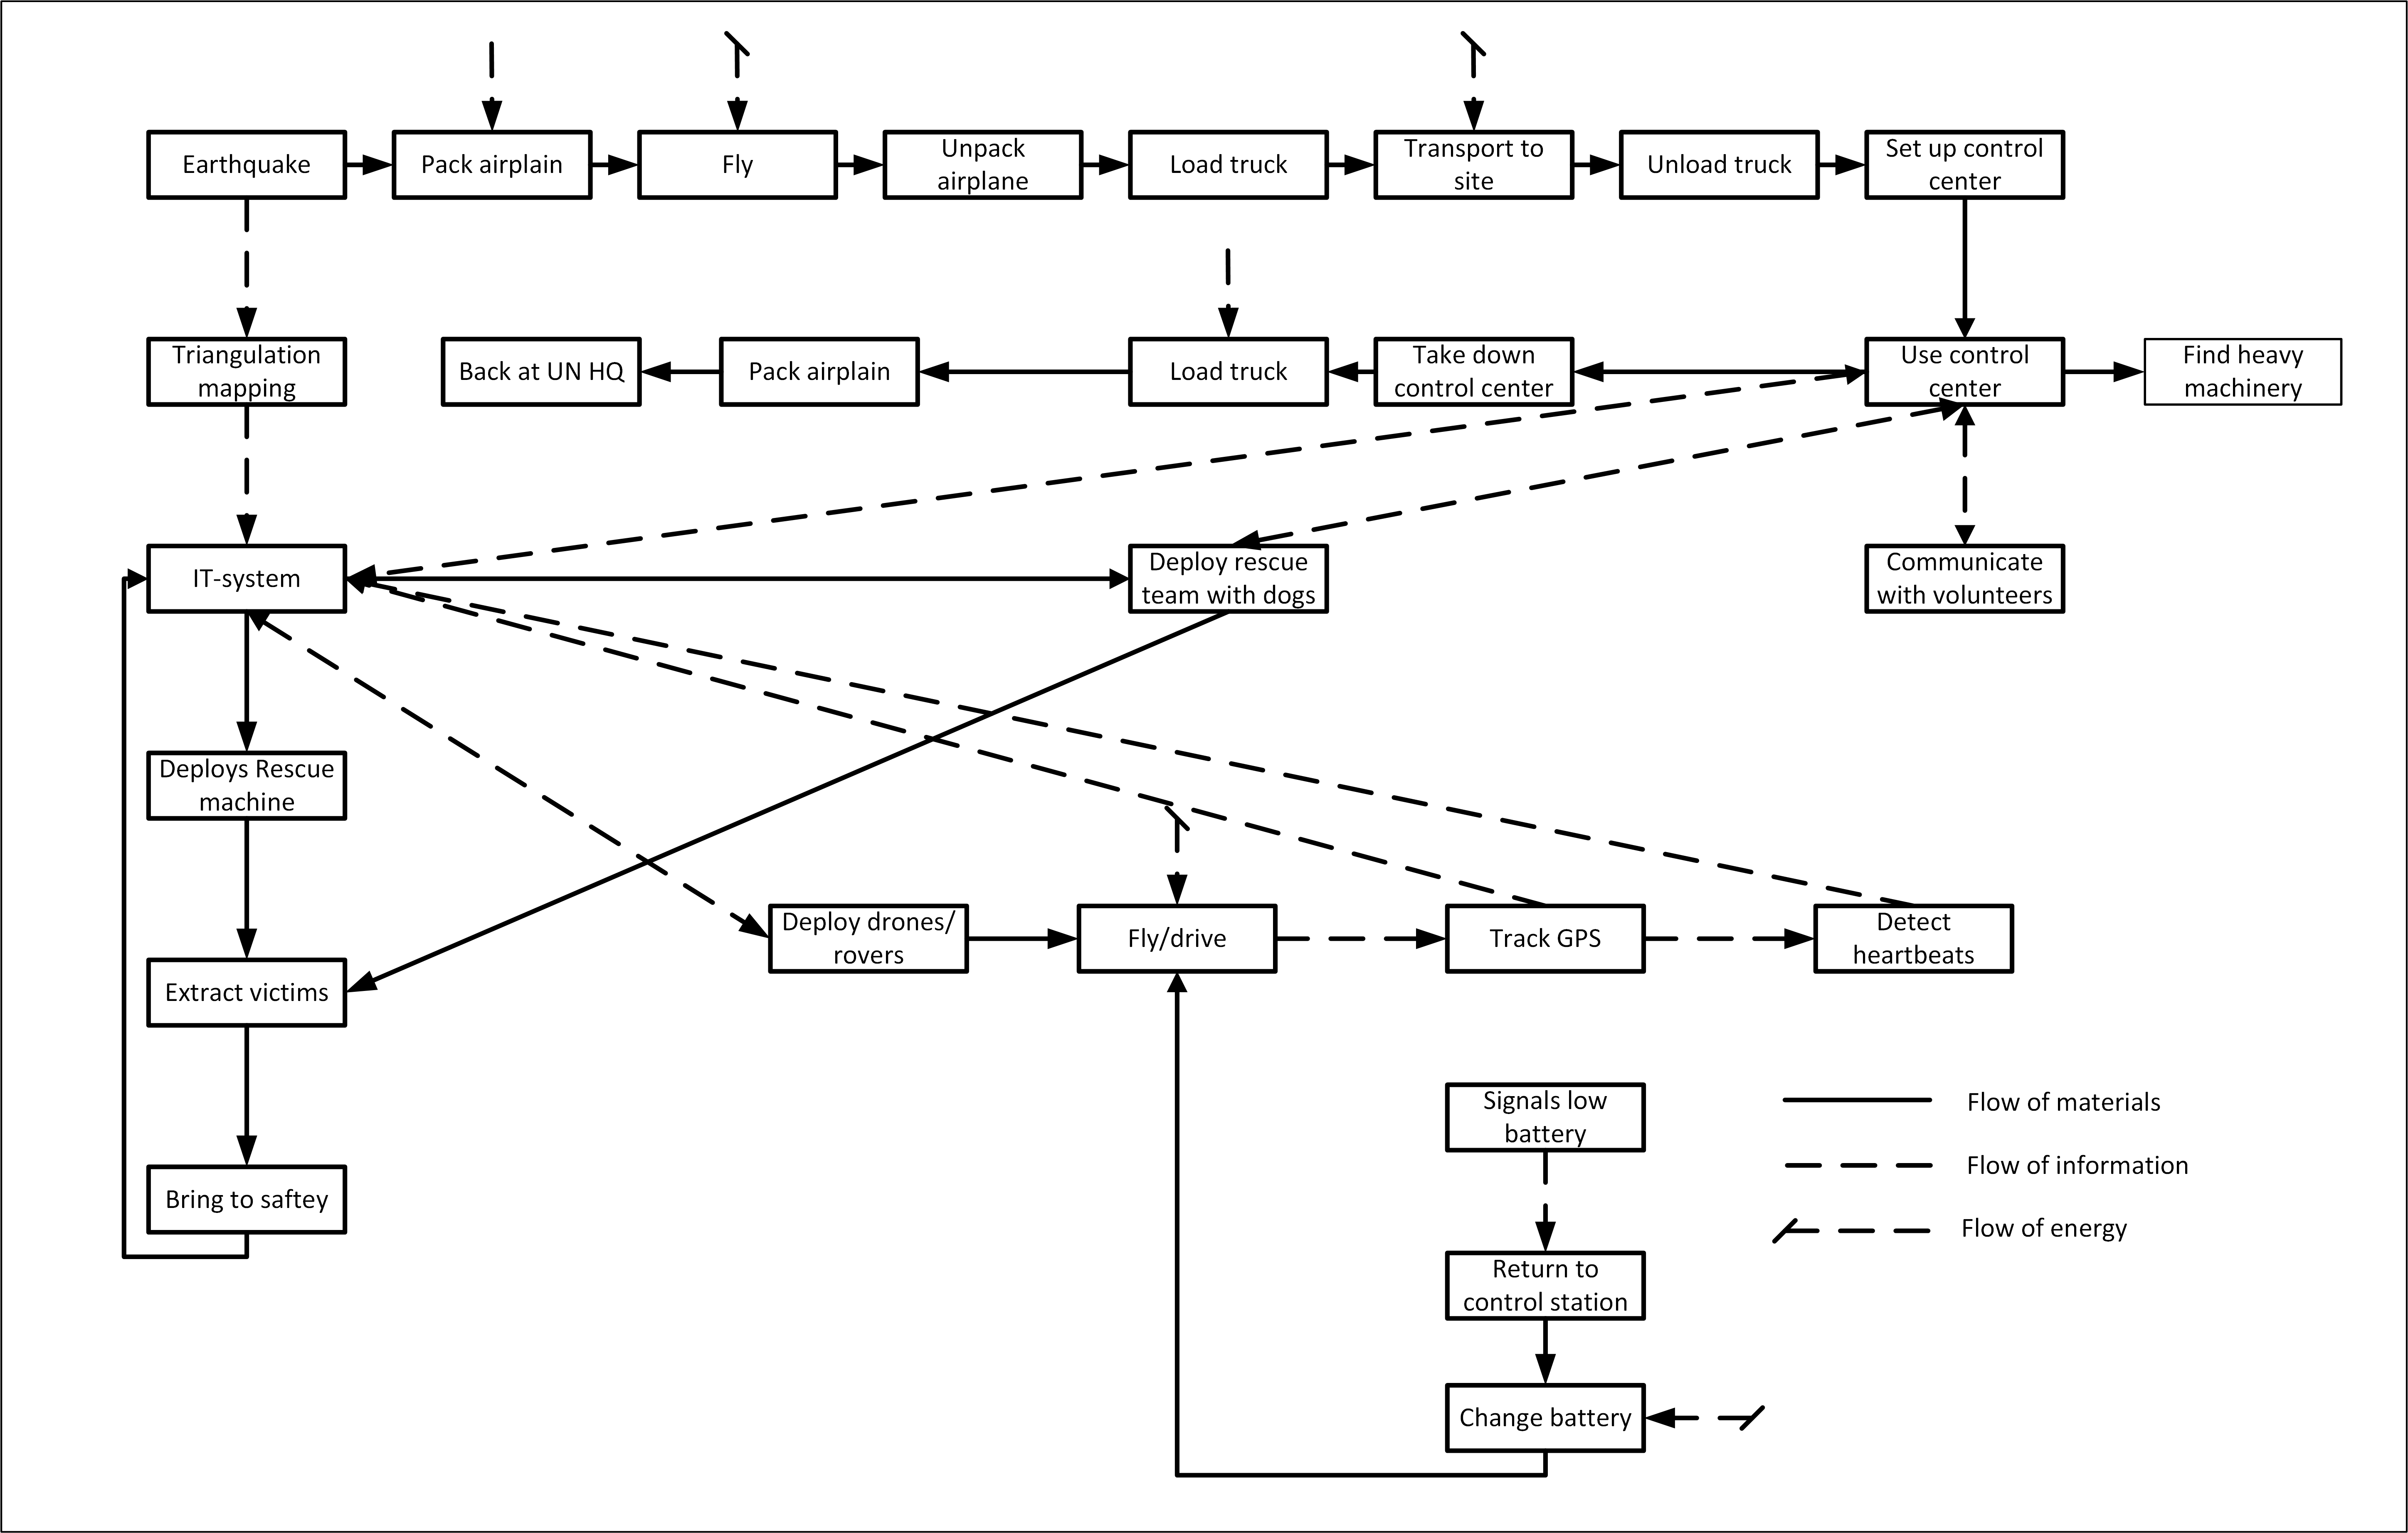 Earthquake
Pack airplain
Fly
Unpack
airplane
Load truck
Transport to
site
Unload truck
Set up control
center
Triangulation
mapping
Back at UN HQ
Pack airplain
Load truck
Take down
control center
Use control
center
Find heavy
machinery
IT-system
Deploy rescue
team with dogs
Communicate
with volunteers
Deploys Rescue
machine
Deploy drones/
rovers
Fly/drive
Track GPS
Detect
heartbeats
Extract victims
Signals low
battery
Flow of materials
Flow of information
Bring to saftey
Flow of energy
Return to
control station
Change battery